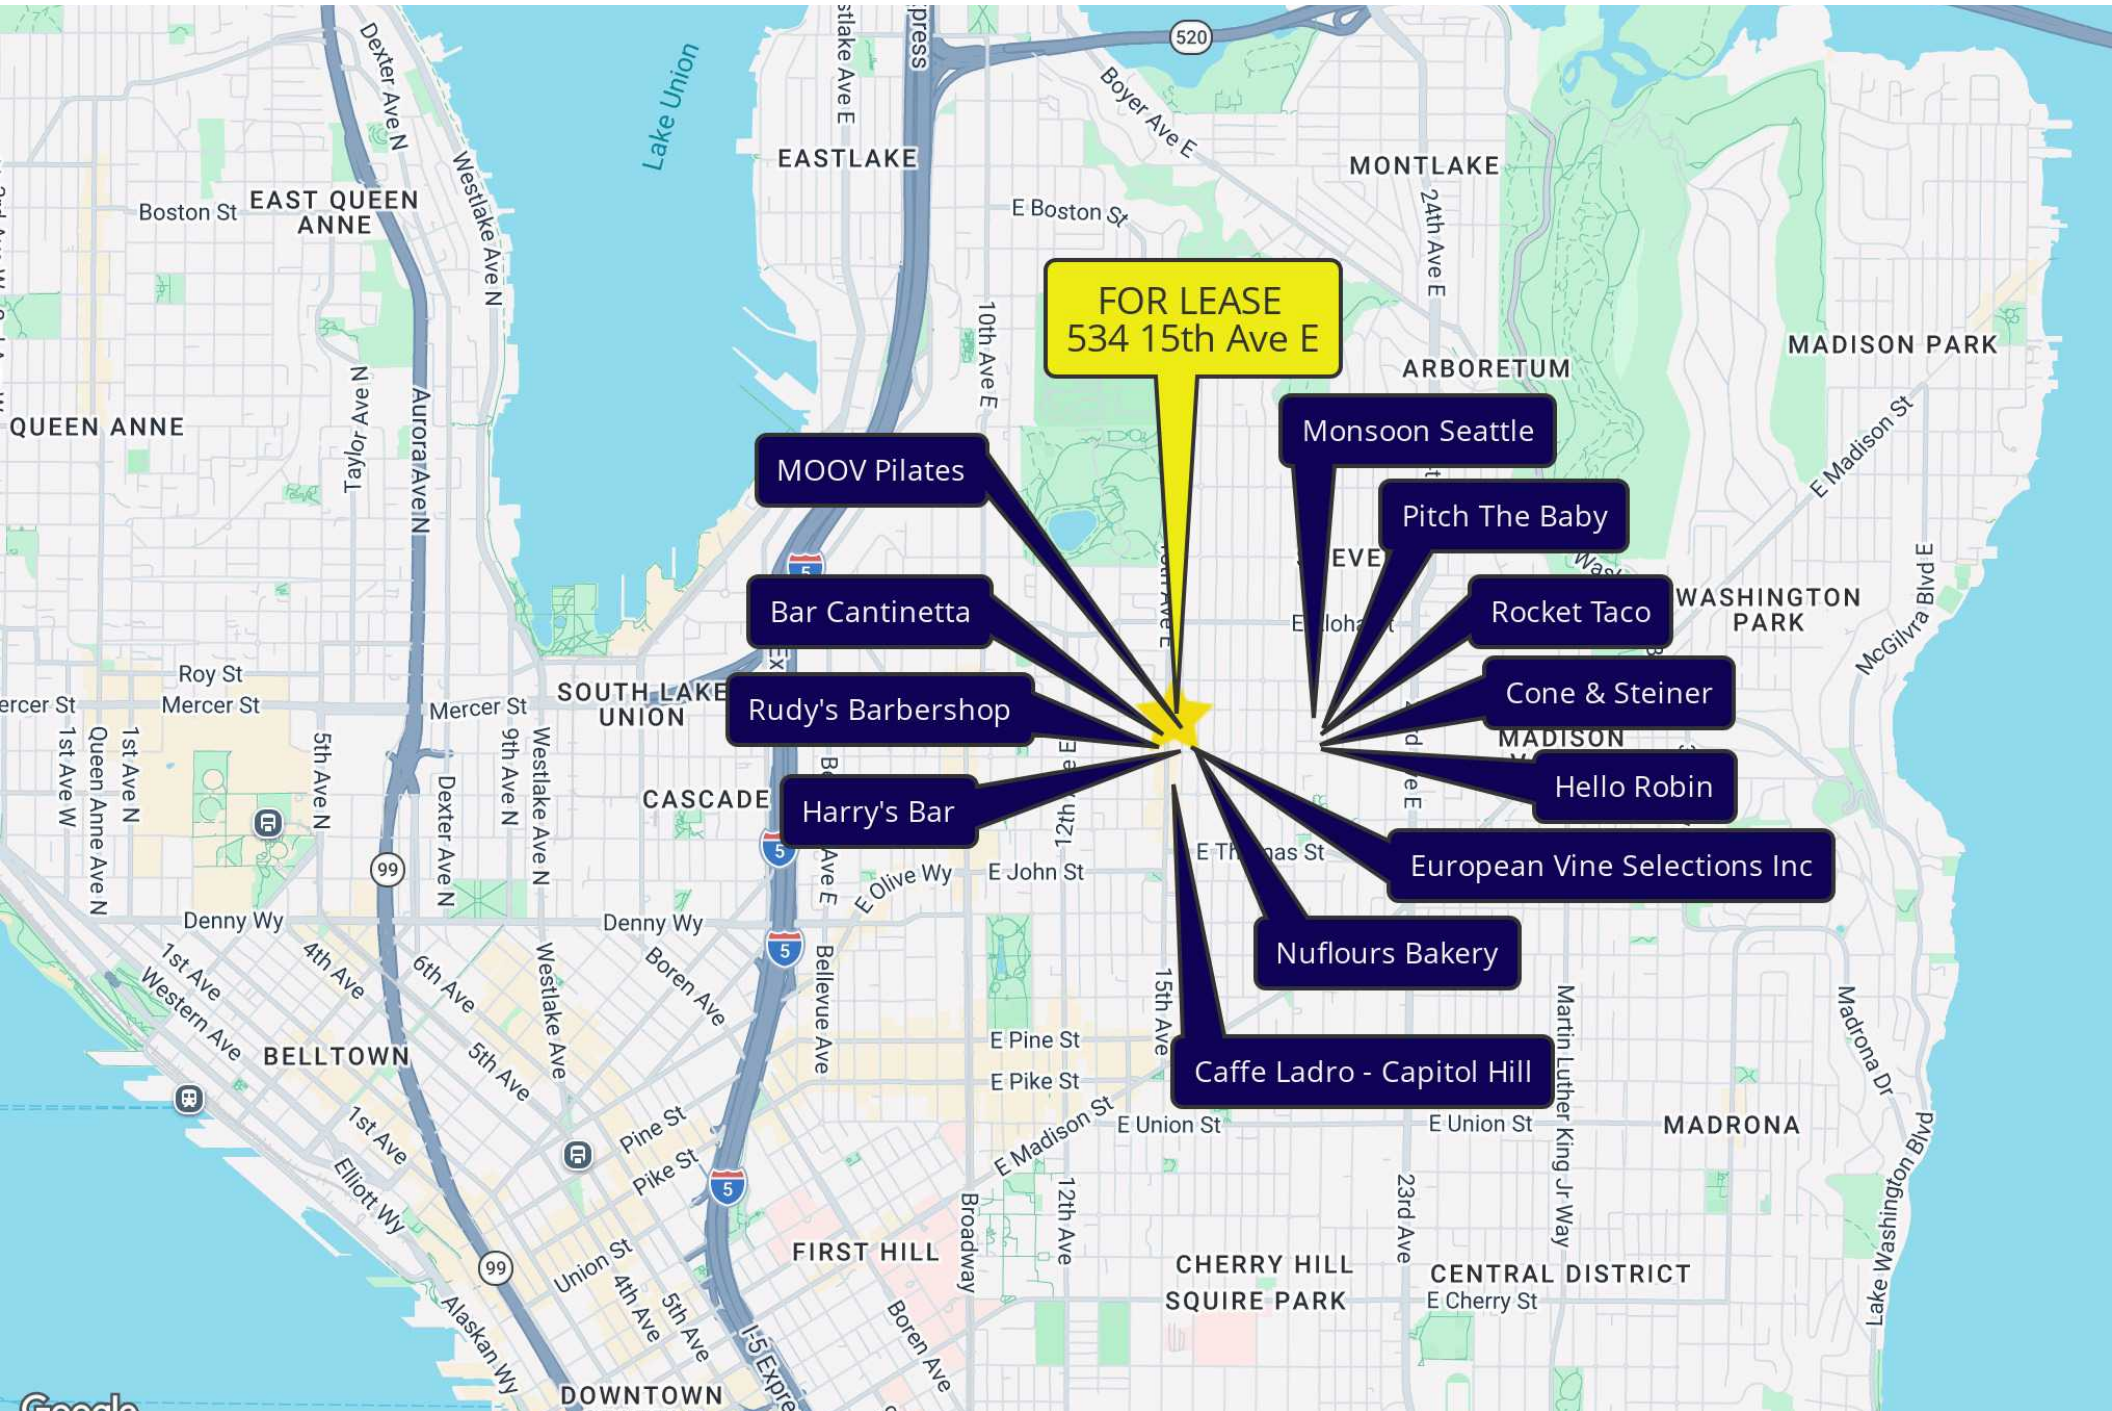 520
Lake Union
Dexter Ave N
Westlake Ave N
Boyer Ave E
EASTLAKE
MONTLAKE
EAST QUEEN
ANNE
Boston St
E Boston St
24th Ave E
FOR LEASE
534 15th Ave E
10th Ave E
MADISON PARK
ARBORETUM
QUEEN ANNE
Taylor Ave N
Aurora Ave N
Monsoon Seattle
E Madison St
MOOV Pilates
Pitch The Baby
5
Bar Cantinetta
Rocket Taco
WASHINGTON
PARK
McGilvra Blvd E
Roy St
Mercer St
Mercer St
SOUTH LAKE
UNION
Rudy's Barbershop
Cone & Steiner
MADISON
1st Ave W
Queen Anne Ave N
1st Ave N
5th Ave N
Dexter Ave N
9th Ave N
Westlake Ave N
CASCADE
Harry's Bar
Hello Robin
5
E Thomas St
European Vine Selections Inc
99
E John St
E Olive Wy
Denny Wy
Denny Wy
5
Nuflours Bakery
1st Ave
Western Ave
4th Ave
6th Ave
Westlake Ave
Boren Ave
Bellevue Ave
15th Ave
Martin Luther King Jr Way
Madrona Dr
BELLTOWN
5th Ave
E Pine St
E Pike St
Caffe Ladro - Capitol Hill
1st Ave
Pine St
Pike St
E Madison St
E Union St
E Union St
MADRONA
Elliott Wy
5
Broadway
12th Ave
23rd Ave
Lake Washington Blvd
FIRST HILL
CHERRY HILL
SQUIRE PARK
CENTRAL DISTRICT
E Cherry St
99
Union St
4th Ave
5th Ave
Alaskan Wy
Boren Ave
DOWNTOWN
Google